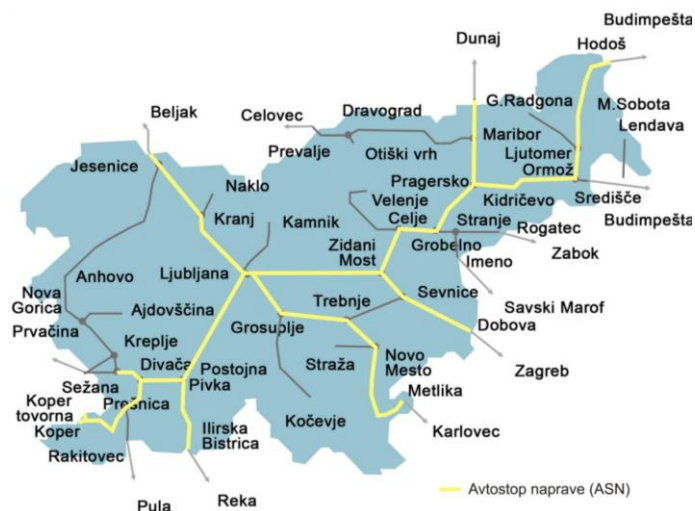 Budimpešta
Hodoš
Dunaj
G.Radgona
M.Sobota
Lendava
Beljak
Celovec
Dravograd
Maribor
Prevalje
Otiški vrh
Ljutomer
Ormož
Jesenice
Naklo
Pragersko
Velenje
Kidričevo
Središče
Kranj
Kamnik
Celje
Stranje
Rogatec
Budimpešta
Zidani
Most
Grobelno
Imeno
Zabok
Anhovo
Ljubljana
Nova
Gorica
Ajdovščina
Trebnje
Sevnice
Savski Marof
Prvačina
Kreplje
Grosuplje
Dobova
Divača
Postojna
Straža
Novo
Mesto
Zagreb
Sežana
Pivka
Koper
tovorna
Prešnica
Metlika
Koper
Ilirska
Bistrica
Kočevje
Karlovec
Rakitovec
Pula
Reka
Avtostop naprave (ASN)